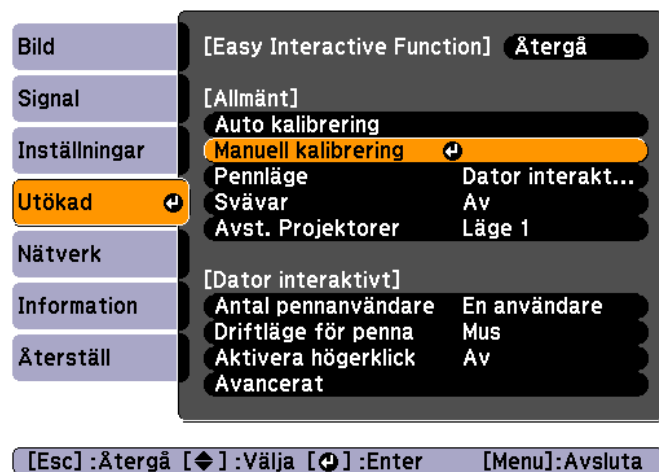 Bild
Signal
Inställningar
Utökad
Nätverk
Information
Återställ
[Easy Interactive Function] Återgå
[Allmänt]
Auto kalibrering
Manuell kalibrering
Pennläge Dator interakt...
Svävar Av
Avst. Projektorer Läge 1
[Dator interaktivt]
Antal pennanvändare En användare
Driftläge för penna Mus
Aktivera högerklick Av
Avancerat
[Esc] :Återgå [◆] :Välja [⏎] :Enter [Menu]:Avsluta